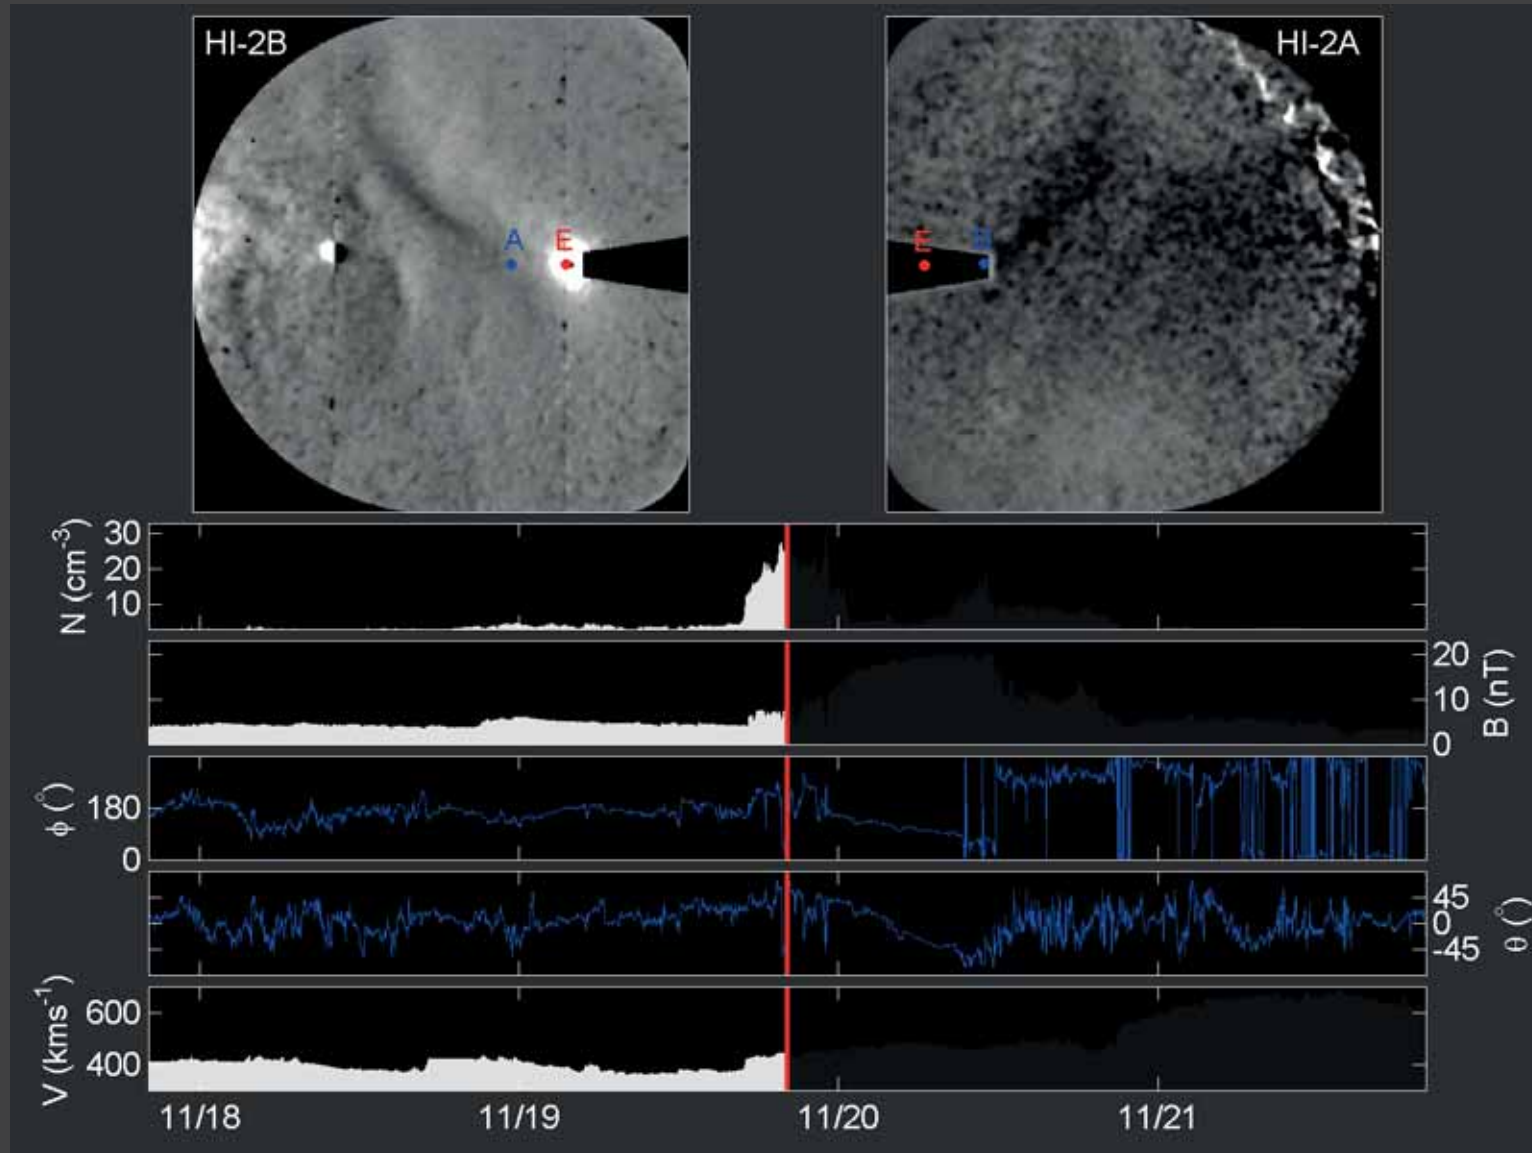 HI-2B
HI-2A
A
E
E
B
N (cm-3)
30
20
10
20
10
0
B (nT)
ϕ (°)
180
0
45
0
-45
θ (°)
V (kms-1)
600
400
11/18
11/19
11/20
11/21